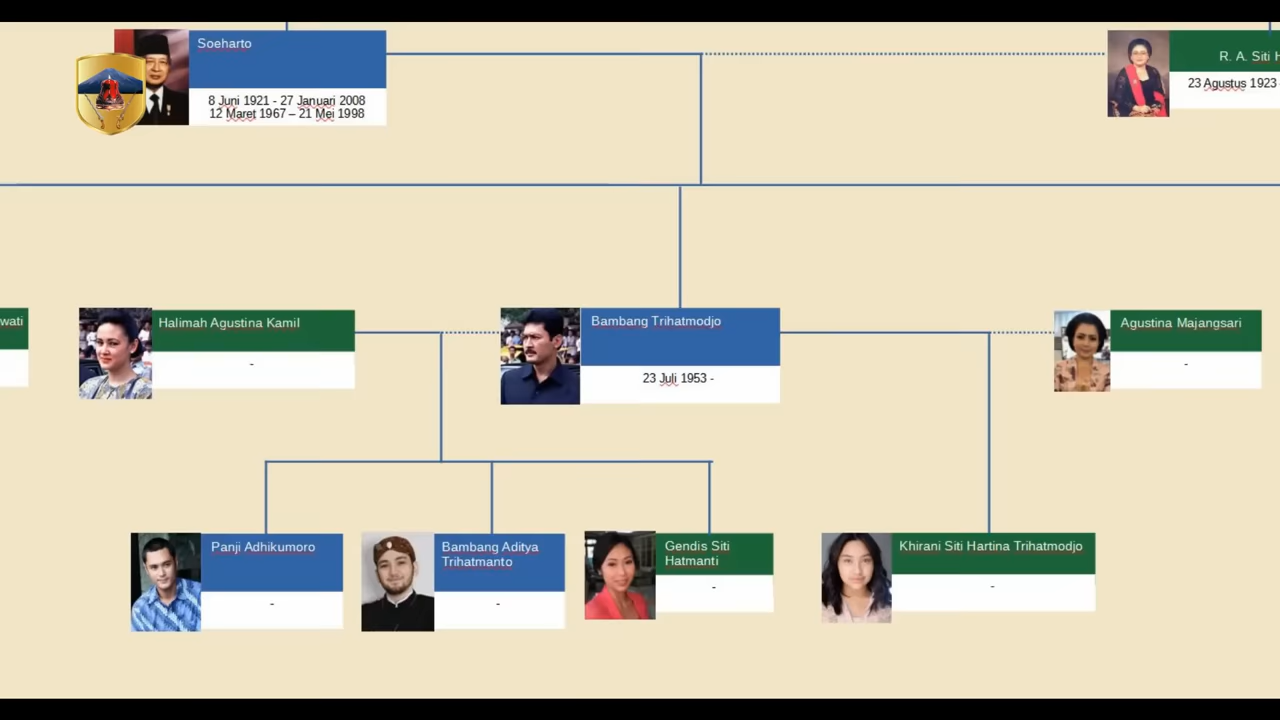 Soeharto
8 Juni 1921 - 27 Januari 2008
12 Maret 1967 – 21 Mei 1998
R. A. Siti
23 Agustus 1923
wati
Halimah Agustina Kamil
-
Bambang Trihatmodjo
23 Juli 1953 -
Agustina Majangsari
-
Panji Adhikumoro
-
Bambang Aditya
Trihatmanto
-
Gendis Siti
Hatmanti
-
Khirani Siti Hartina Trihatmodjo
-